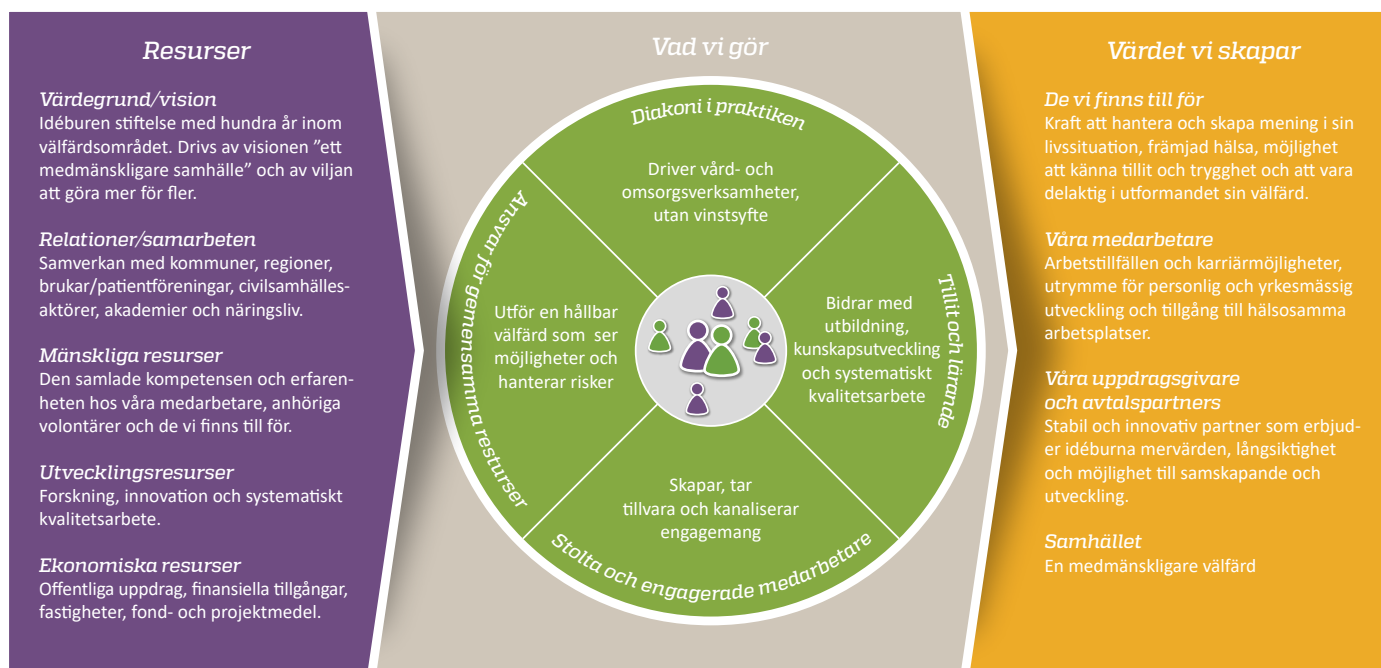 Resurser
Värdegrund/vision
Idéburen stiftelse med hundra år inom
välfärdsområdet. Drivs av visionen ”ett
medmänskligare samhälle” och av viljan
att göra mer för fler.
Relationer/samarbeten
Samverkan med kommuner, regioner,
brukar/patientföreningar, civilsamhälles-
aktörer, akademier och näringsliv.
Mänskliga resurser
Den samlade kompetensen och erfaren-
heten hos våra medarbetare, anhöriga
volontärer och de vi finns till för.
Utvecklingsresurser
Forskning, innovation och systematiskt
kvalitetsarbete.
Ekonomiska resurser
Offentliga uppdrag, finansiella tillgångar,
fastigheter, fond- och projektmedel.
Vad vi gör
Diakoni i praktiken
Driver vård- och
omsorgsverksamheter,
utan vinstsyfte
Ansvar för gemensamma resturser
Utför en hållbar
välfärd som ser
möjligheter och
hanterar risker
Tillit och lärande
Bidrar med
utbildning,
kunskapsutveckling
och systematiskt
kvalitetsarbete
Skapar, tar
tillvara och kanaliserar
engagemang
Stolta och engagerade medarbetare
Värdet vi skapar
De vi finns till för
Kraft att hantera och skapa mening i sin
livssituation, främjad hälsa, möjlighet
att känna tillit och trygghet och att vara
delaktig i utformandet sin välfärd.
Våra medarbetare
Arbetstillfällen och karriärmöjligheter,
utrymme för personlig och yrkesmässig
utveckling och tillgång till hälsosamma
arbetsplatser.
Våra uppdragsgivare
och avtalspartners
Stabil och innovativ partner som erbjud-
er idéburna mervärden, långsiktighet
och möjlighet till samskapande och
utveckling.
Samhället
En medmänskligare välfärd